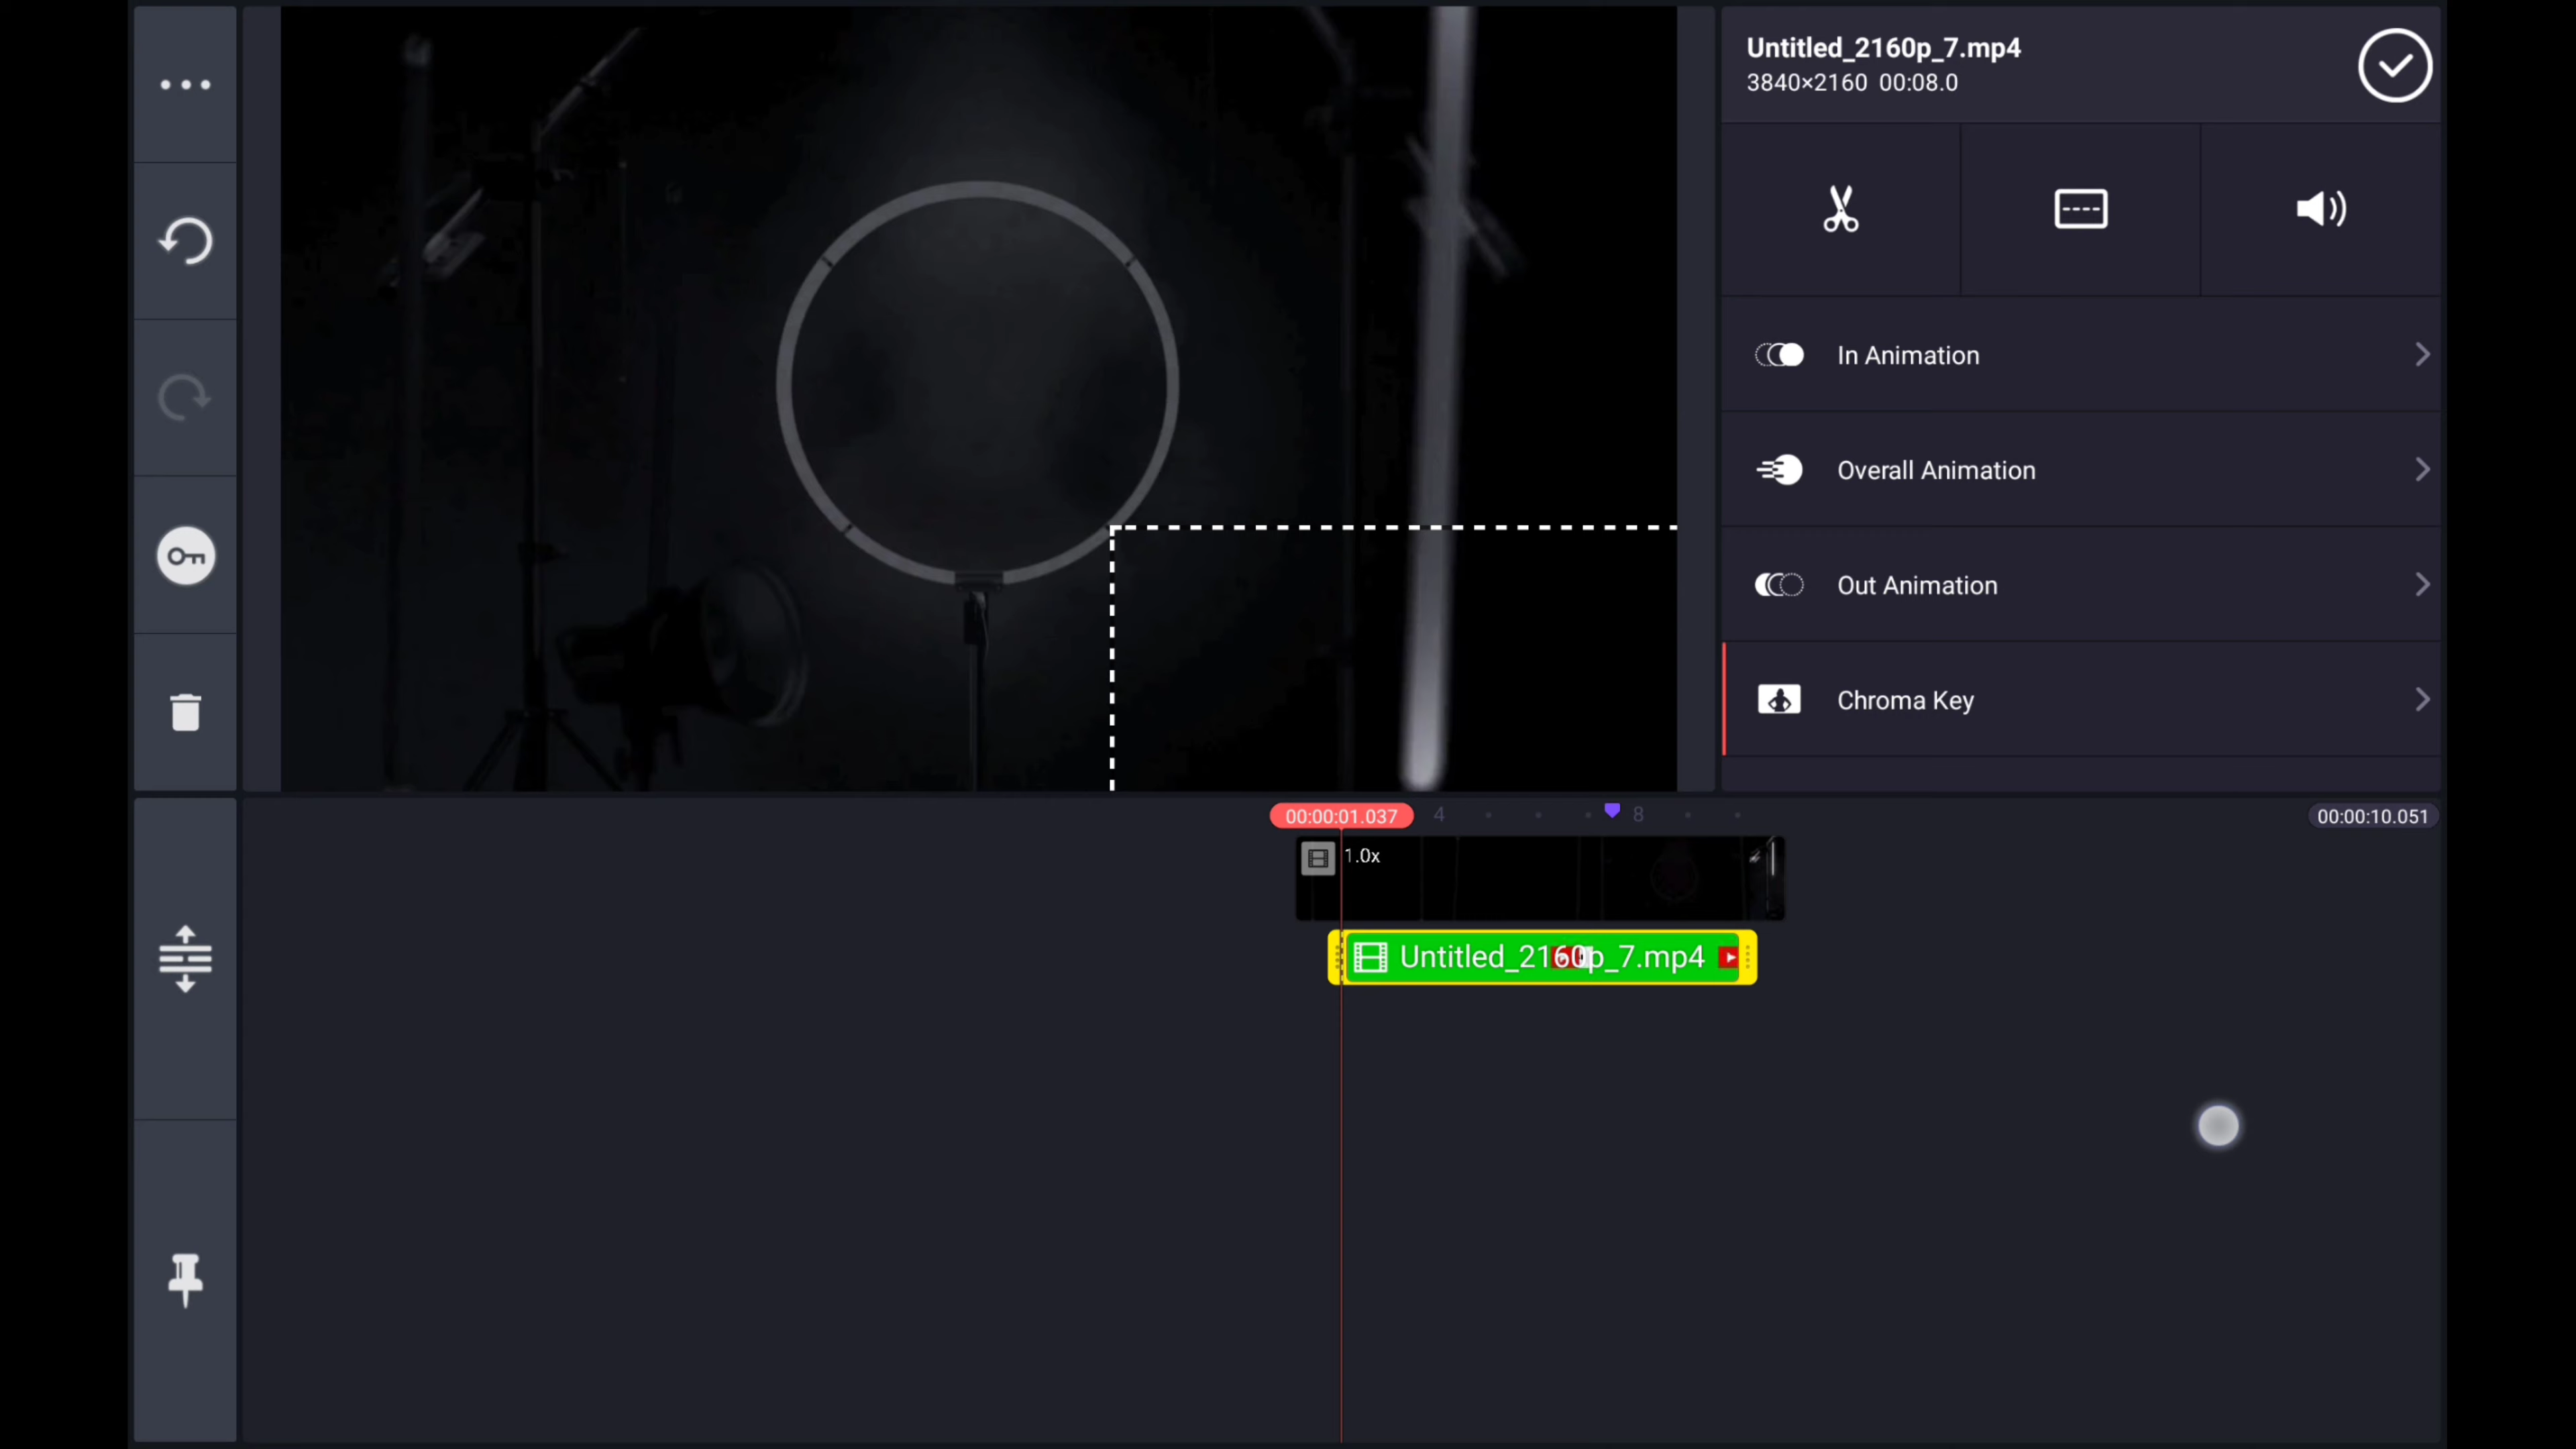 Untitled_2160p_7.mp4
3840×2160 00:08.0
In Animation
Overall Animation
Out Animation
Chroma Key
00:00:01.037
4
8
00:00:10.051
1.0x
Untitled_2160p_7.mp4